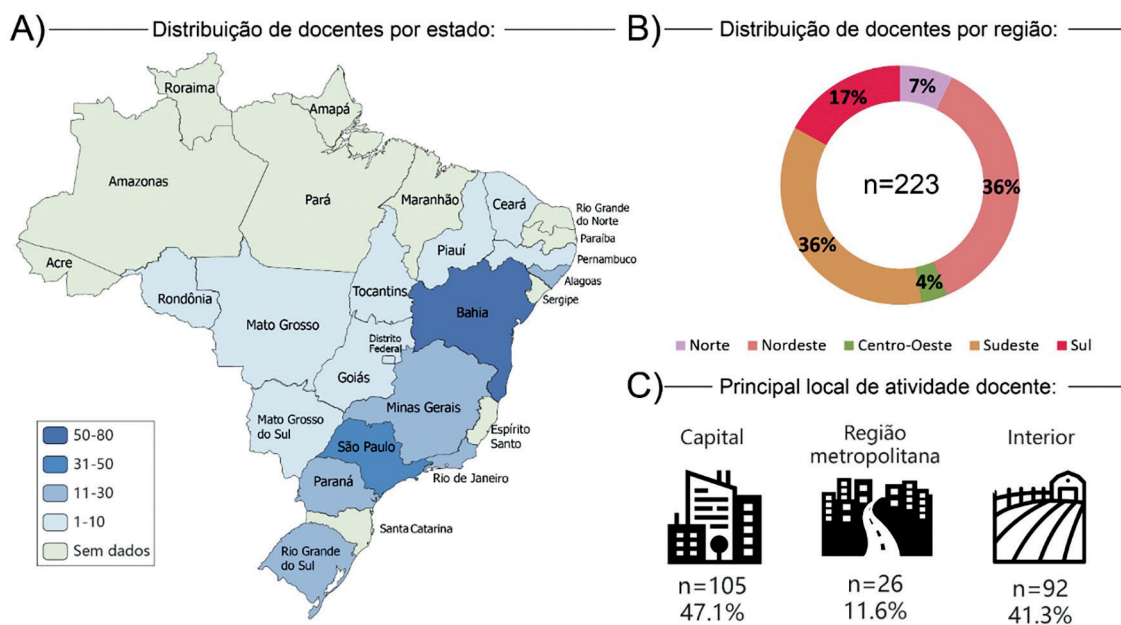 A) Distribuição de docentes por estado:
Roraima
Amapá
Amazonas
Pará
Maranhão
Ceará
Rio Grande
do Norte
Paraíba
Piauí
Pernambuco
Acre
Alagoas
Rondônia
Tocantins
Sergipe
Mato Grosso
Bahia
Distrito
Federal
Goiás
Minas Gerais
Mato Grosso
do Sul
Espírito
Santo
São Paulo
Rio de Janeiro
Paraná
Santa Catarina
Rio Grande
do Sul
50-80
31-50
11-30
1-10
Sem dados
B) Distribuição de docentes por região:
7%
17%
36%
n=223
36%
4%
Norte Nordeste Centro-Oeste Sudeste Sul
C) Principal local de atividade docente:
Capital
Região
metropolitana
Interior
n=105
47.1%
n=26
11.6%
n=92
41.3%